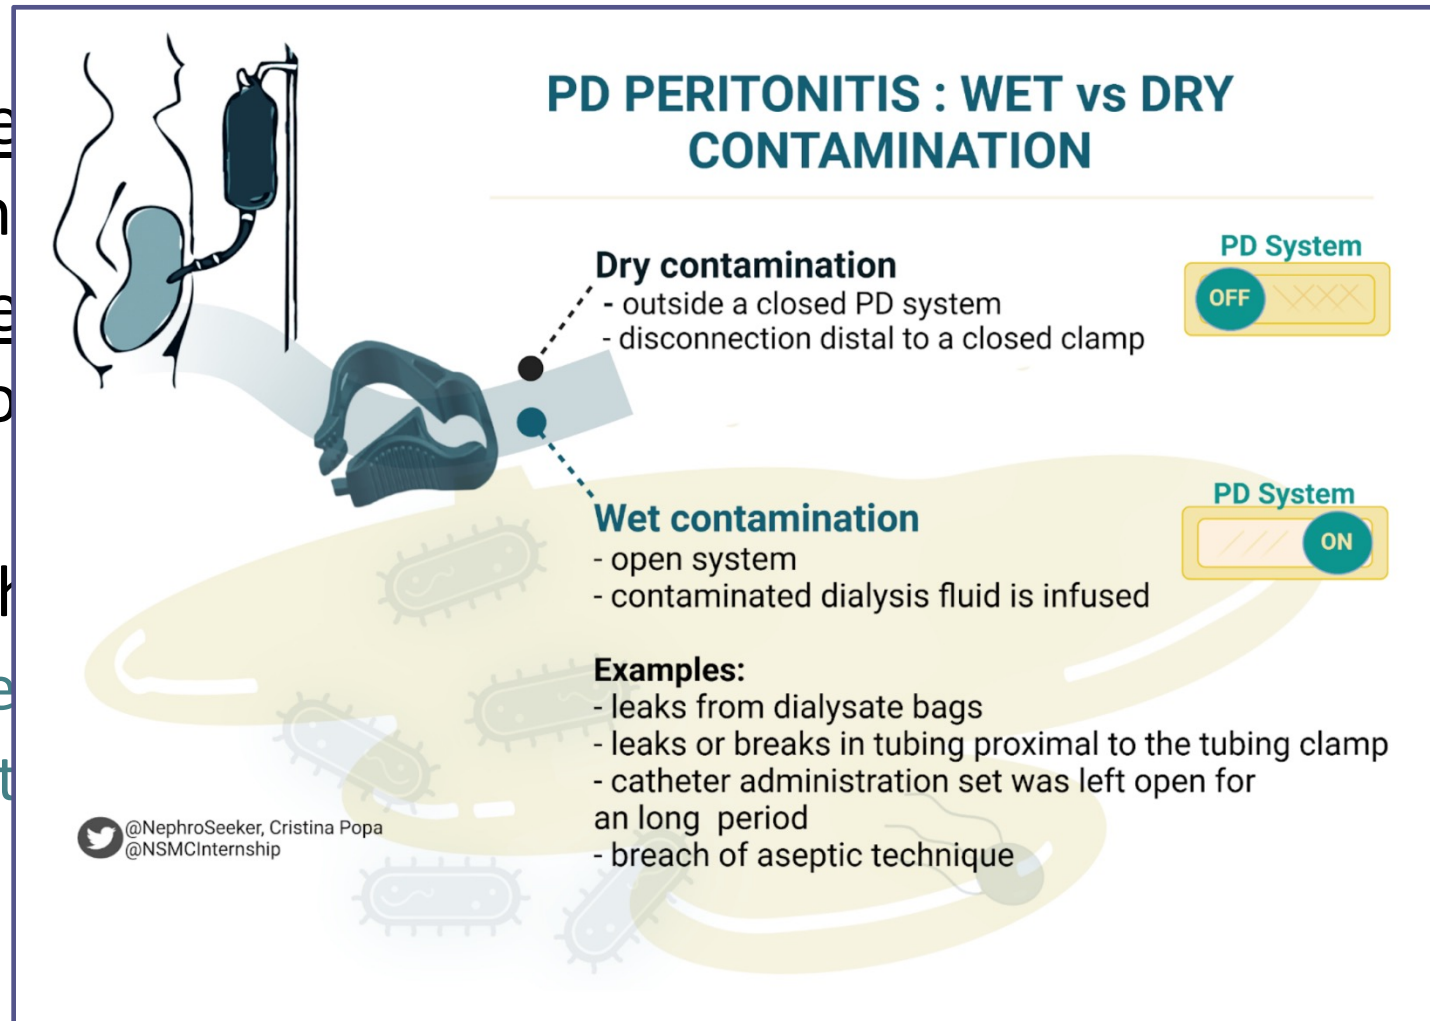 PD PERITONITIS : WET vs DRY
CONTAMINATION
Dry contamination
- outside a closed PD system
- disconnection distal to a closed clamp
PD System
OFF
Wet contamination
- open system
- contaminated dialysis fluid is infused
PD System
ON
Examples:
- leaks from dialysate bags
- leaks or breaks in tubing proximal to the tubing clamp
- catheter administration set was left open for
an long period
- breach of aseptic technique
@NephroSeeker, Cristina Popa
@NSMCInternship